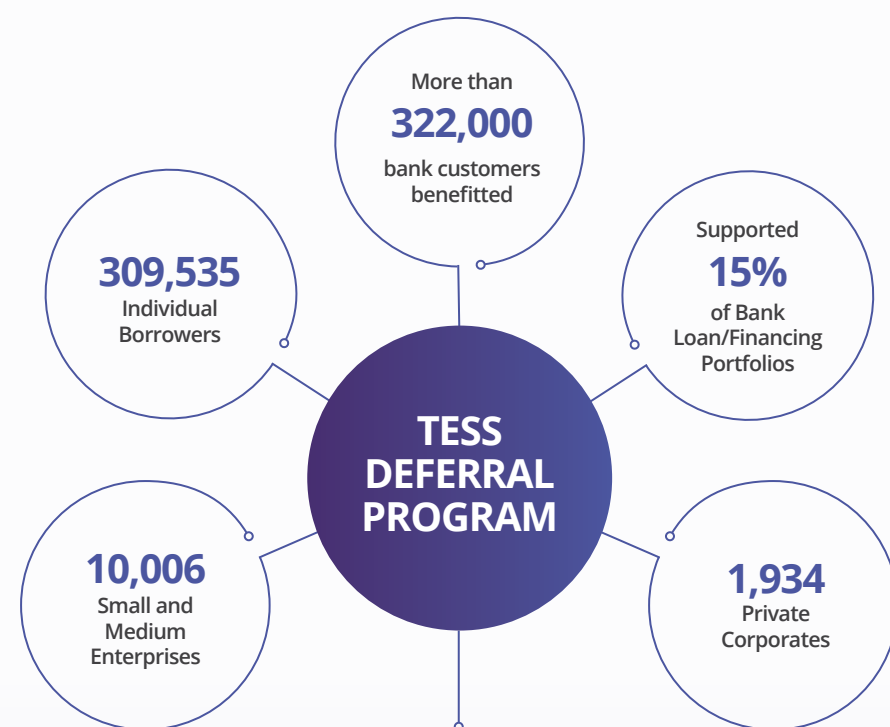 More than
322,000
bank customers
benefitted
309,535
Individual
Borrowers
Supported
15%
of Bank
Loan/Financing
Portfolios
TESS
DEFERRAL
PROGRAM
10,006
Small and
Medium
Enterprises
1,934
Private
Corporates